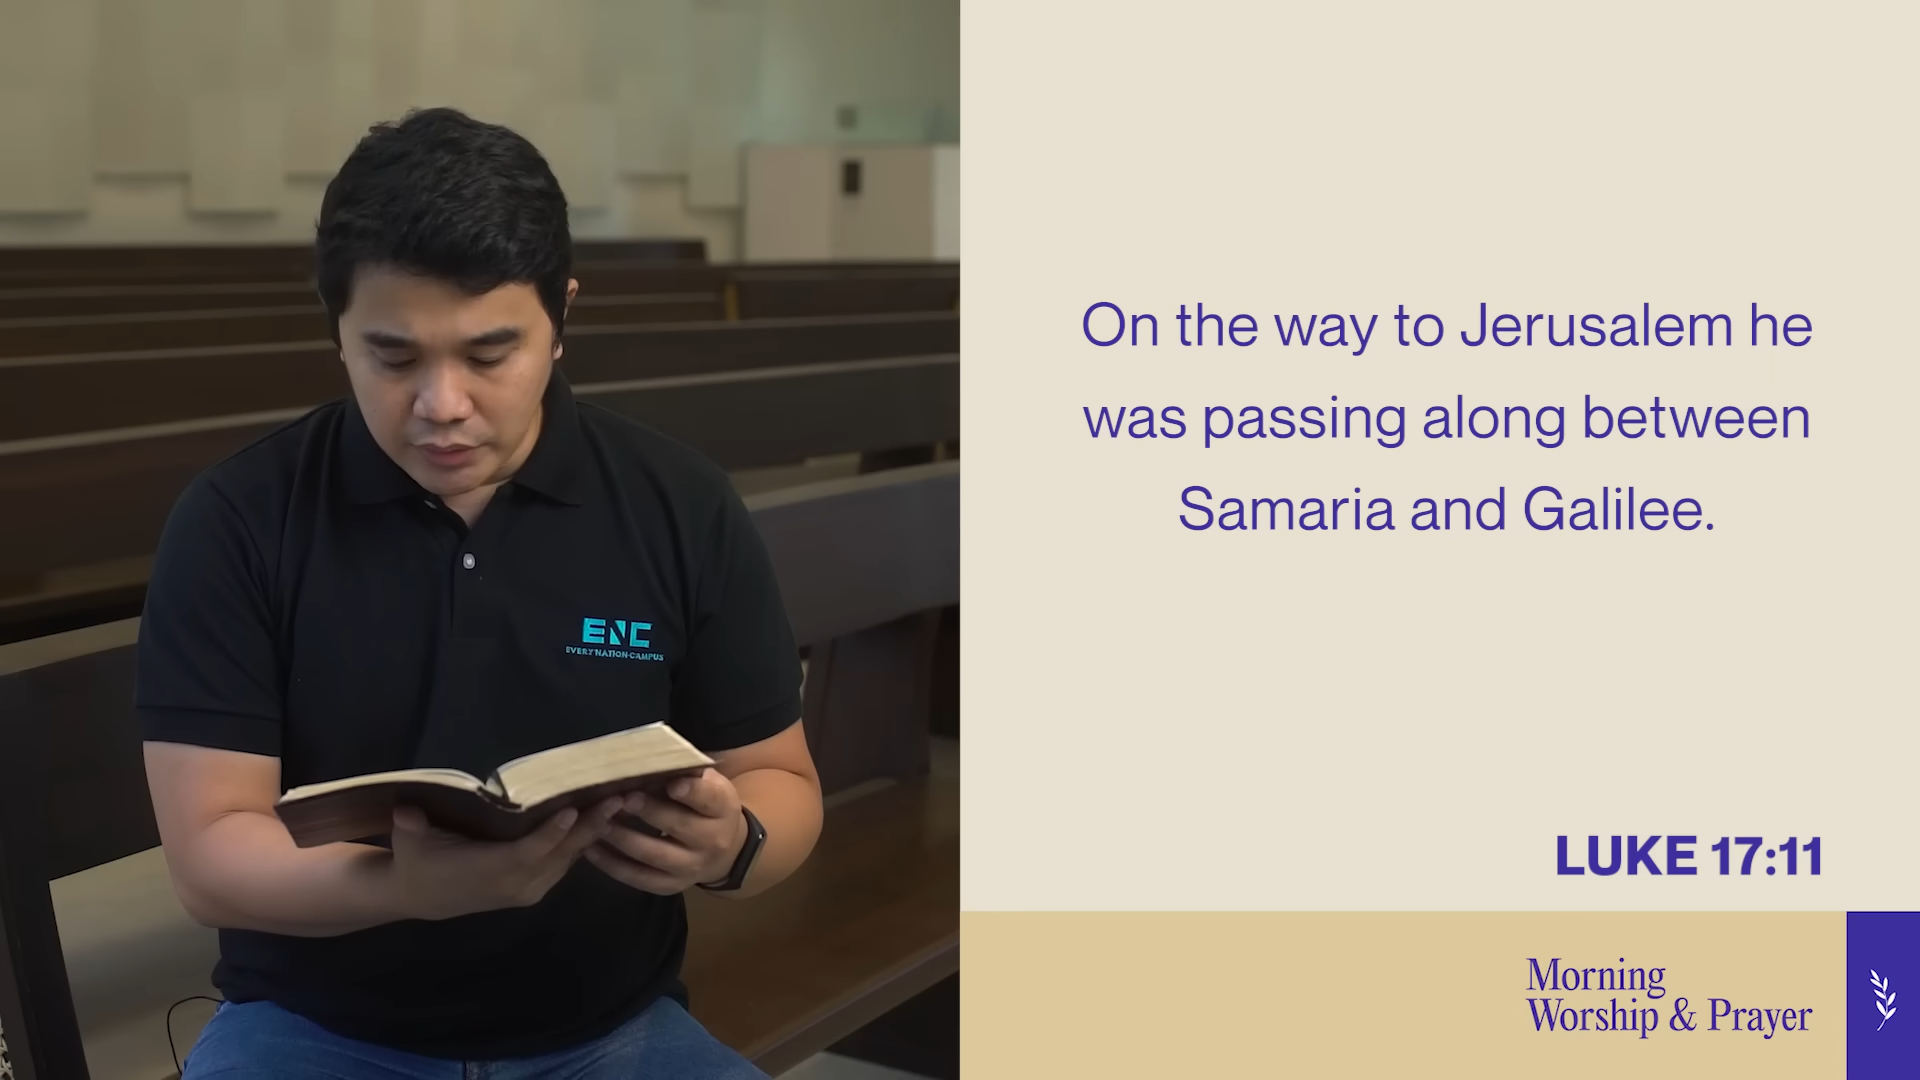 ENC
EVERY NATION CAMPUS
On the way to Jerusalem he
was passing along between
Samaria and Galilee.
LUKE 17:11
Morning
Worship & Prayer